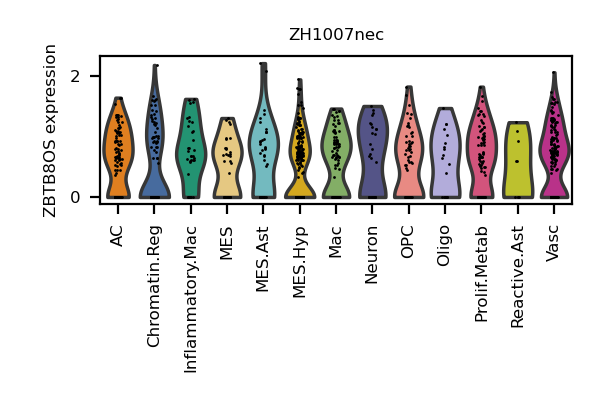 ZH1007nec
ZBTB8OS expression
2
0
AC
Chromatin.Reg
Inflammatory.Mac
MES
MES.Ast
MES.Hyp
Mac
Neuron
OPC
Oligo
Prolif.Metab
Reactive.Ast
Vasc